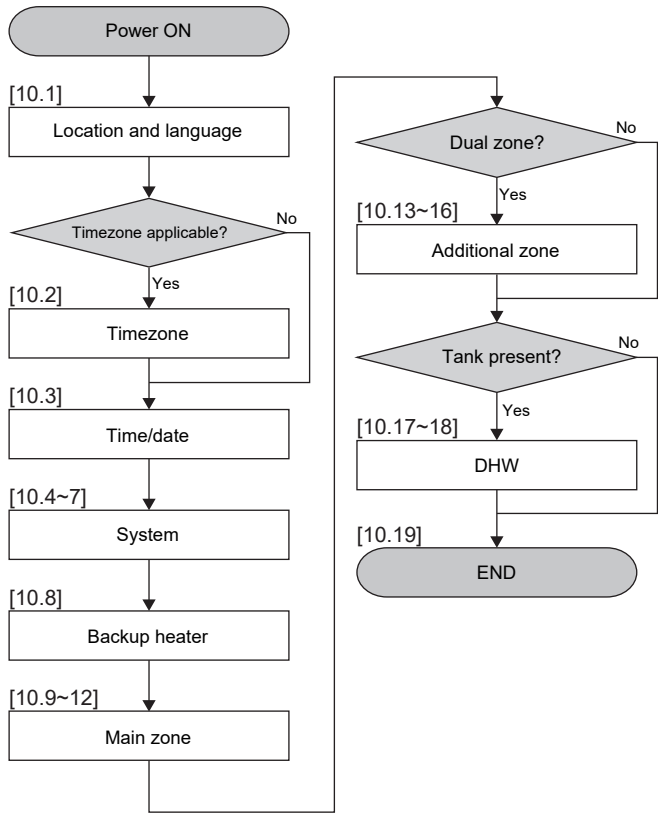 Power ON
[10.1]
Location and language
Timezone applicable?
No
Yes
[10.2]
Timezone
[10.3]
Time/date
[10.4~7]
System
[10.8]
Backup heater
[10.9~12]
Main zone
Dual zone?
No
Yes
[10.13~16]
Additional zone
Tank present?
No
Yes
[10.17~18]
DHW
[10.19]
END